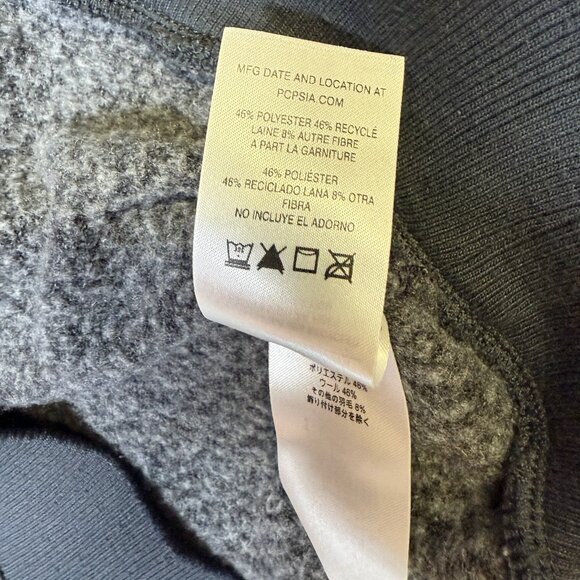 MFG DATE AND LOCATION AT
PCPSIA.COM
46% POLYESTER 46% RECYCLÉ
LAINE 8% AUTRE FIBRE
A PART LA GARNITURE
46% POLIÉSTER
46% RECICLADO LANA 8% OTRA
FIBRA
NO INCLUYE EL ADORNO
ポリエステル 46%
ウール 46%
その他の羽毛 8%
飾り付け部分を除く